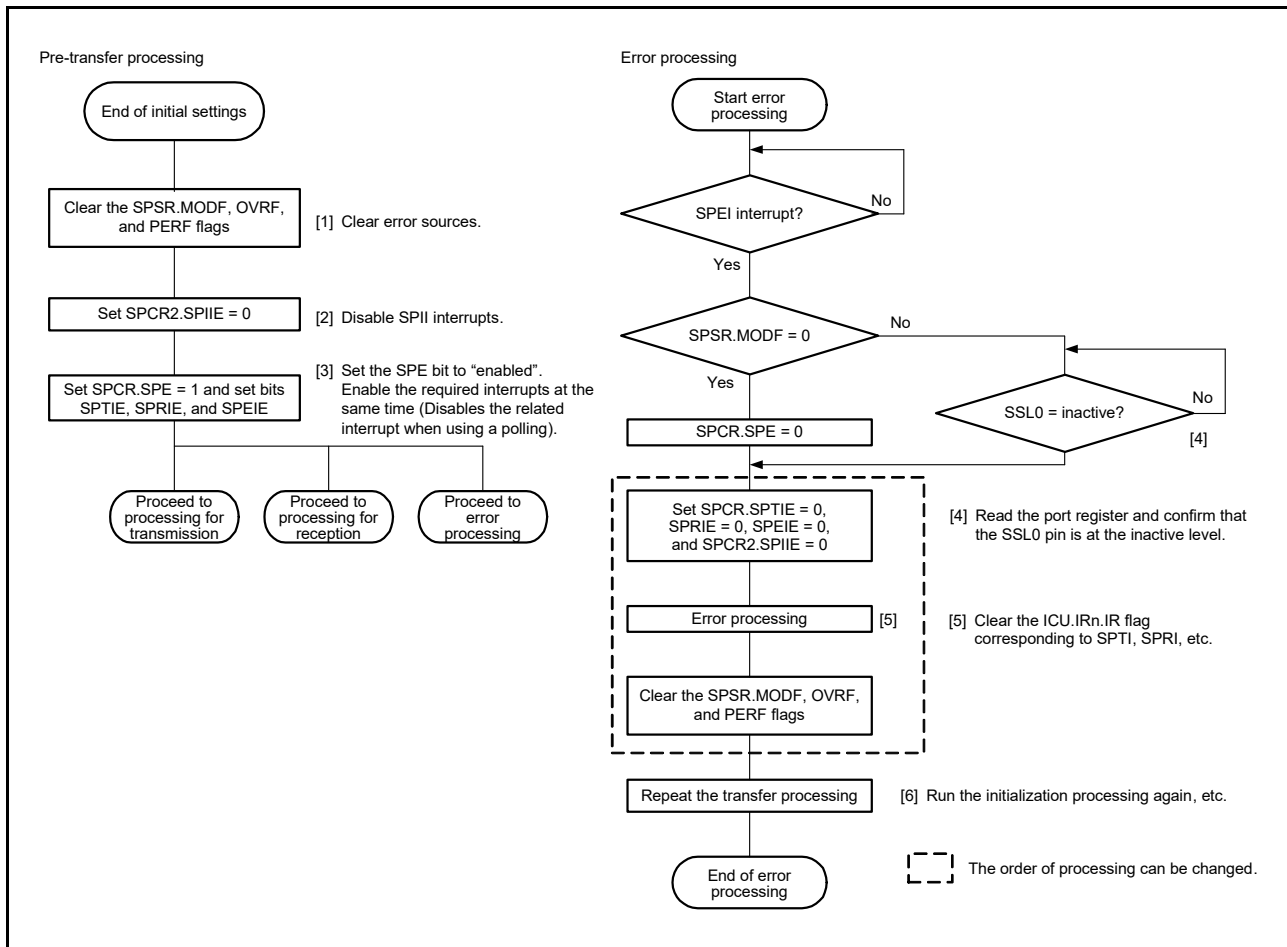 Pre-transfer processing
End of initial settings
Clear the SPSR.MODF, OVRF,
and PERF flags
[1] Clear error sources.
Set SPCR2.SPIIE = 0
[2] Disable SPII interrupts.
Set SPCR.SPE = 1 and set bits
SPTIE, SPRIE, and SPEIE
[3] Set the SPE bit to “enabled”.
Enable the required interrupts at the
same time (Disables the related
interrupt when using a polling).
Proceed to
processing for
transmission
Proceed to
processing for
reception
Proceed to
error
processing
Error processing
Start error
processing
SPEI interrupt?
No
Yes
SPSR.MODF = 0
No
Yes
SSL0 = inactive?
No
[4]
SPCR.SPE = 0
Set SPCR.SPTIE = 0,
SPRIE = 0, SPEIE = 0,
and SPCR2.SPIIE = 0
[4] Read the port register and confirm that
the SSL0 pin is at the inactive level.
Error processing
[5]
[5] Clear the ICU.IRn.IR flag
corresponding to SPTI, SPRI, etc.
Clear the SPSR.MODF, OVRF,
and PERF flags
Repeat the transfer processing
[6] Run the initialization processing again, etc.
End of error
processing
The order of processing can be changed.